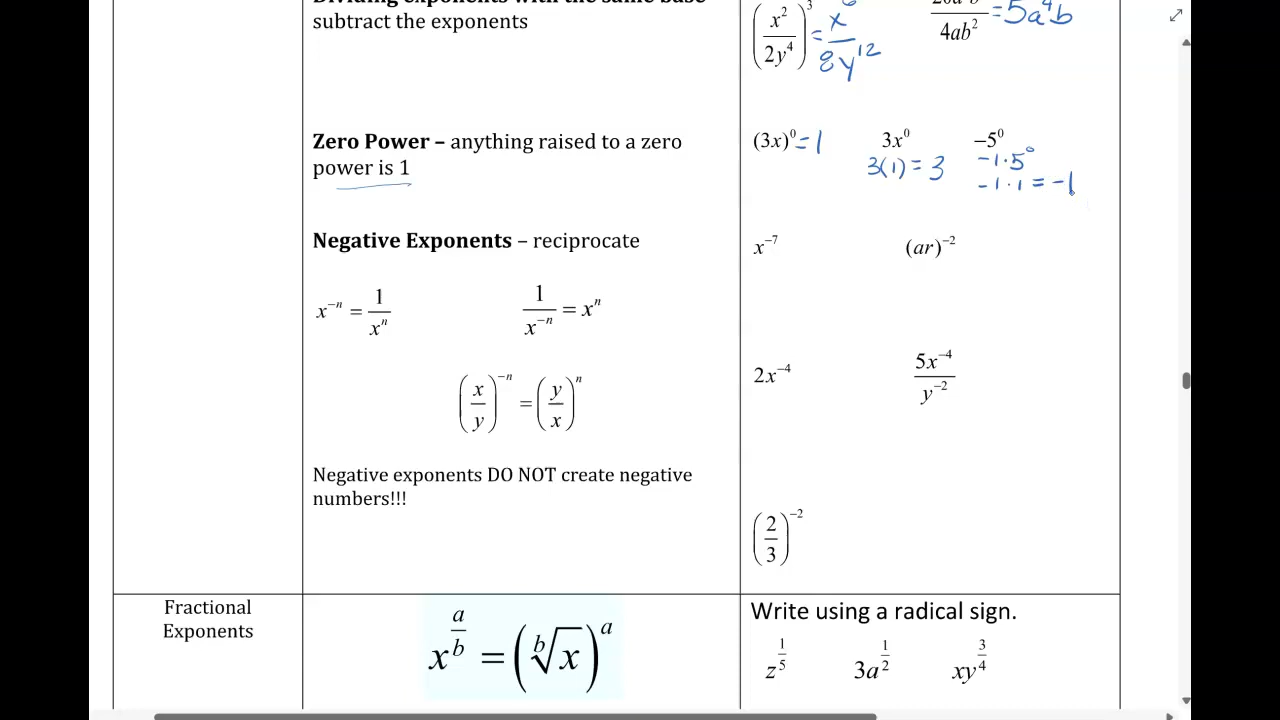 subtract the exponents
(x²/2y⁴)³ = x⁶/8y¹²
4ab² = 5a⁴b
Zero Power – anything raised to a zero
power is 1
(3x)⁰ = 1
3x⁰
3(1) = 3
-5⁰
-1·5⁰
-1·1 = -1
Negative Exponents – reciprocate
x⁻ⁿ = 1/xⁿ
1/x⁻ⁿ = xⁿ
(x/y)⁻ⁿ = (y/x)ⁿ
Negative exponents DO NOT create negative
numbers!!!
x⁻⁷
(ar)⁻²
2x⁻⁴
5x⁻⁴/y⁻²
(2/3)⁻²
Fractional
Exponents
x^(a/b) = (ᵇ√x)ᵃ
Write using a radical sign.
z^(1/5)
3a^(1/2)
xy^(3/4)